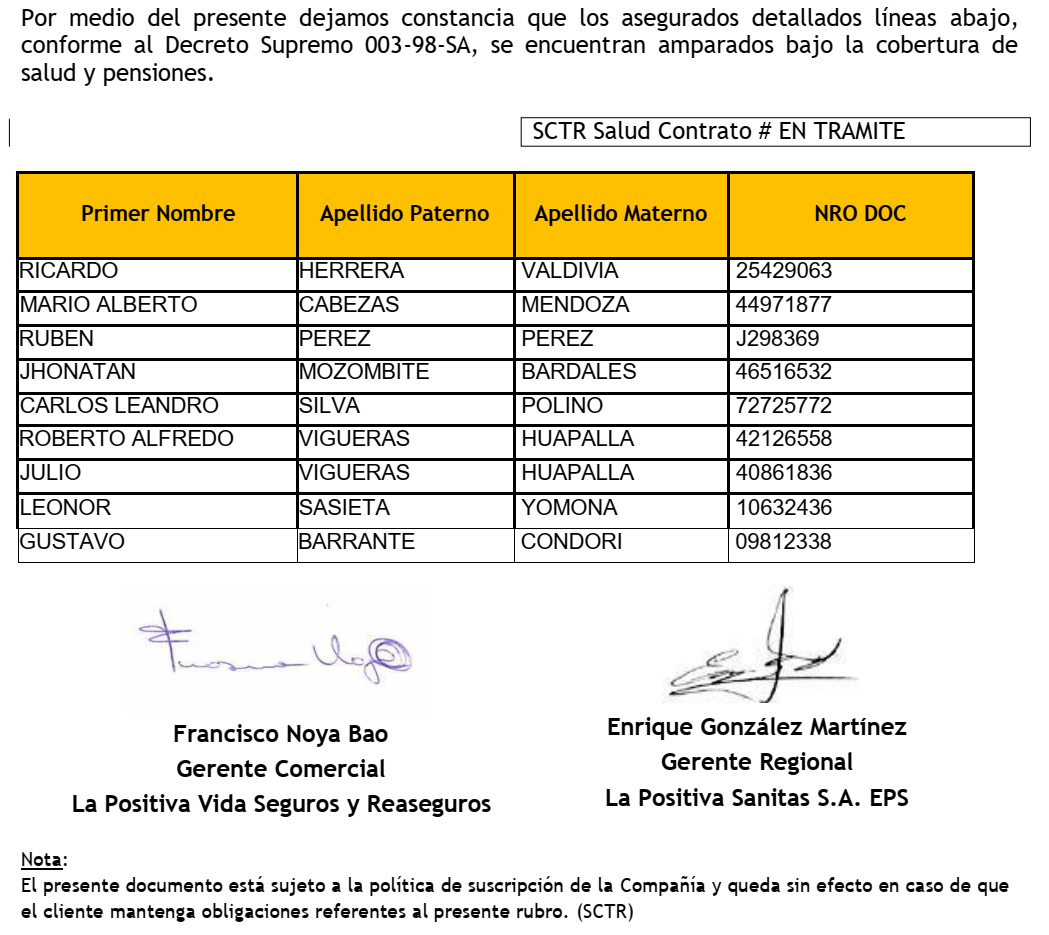 Por medio del presente dejamos constancia que los asegurados detallados líneas abajo,
conforme al Decreto Supremo 003-98-SA, se encuentran amparados bajo la cobertura de
salud y pensiones.
SCTR Salud Contrato # EN TRAMITE
Primer Nombre Apellido Paterno Apellido Materno NRO DOC
RICARDO HERRERA VALDIVIA 25429063
MARIO ALBERTO CABEZAS MENDOZA 44971877
RUBEN PEREZ PEREZ J298369
JHONATAN MOZOMBITE BARDALES 46516532
CARLOS LEANDRO SILVA POLINO 72725772
ROBERTO ALFREDO VIGUERAS HUAPALLA 42126558
JULIO VIGUERAS HUAPALLA 40861836
LEONOR SASIETA YOMONA 10632436
GUSTAVO BARRANTE CONDORI 09812338
Francisco Noya Bao
Gerente Comercial
La Positiva Vida Seguros y Reaseguros
Enrique González Martínez
Gerente Regional
La Positiva Sanitas S.A. EPS
Nota:
El presente documento está sujeto a la política de suscripción de la Compañía y queda sin efecto en caso de que
el cliente mantenga obligaciones referentes al presente rubro. (SCTR)